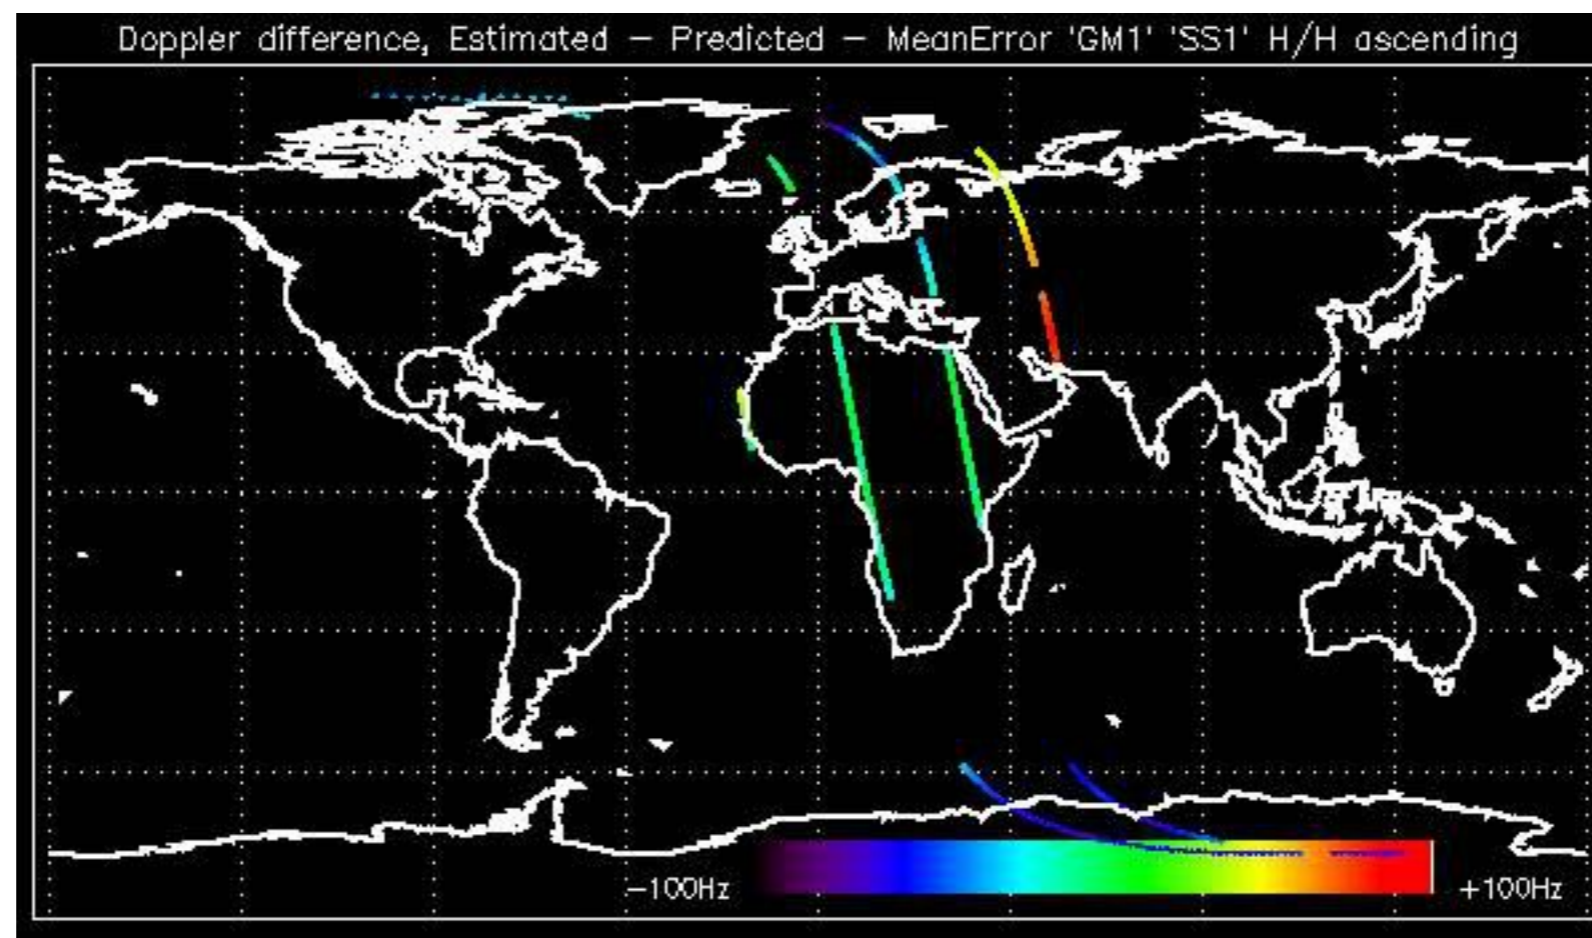 Doppler difference, Estimated – Predicted – MeanError 'GM1' 'SS1' H/H ascending
–100Hz
+100Hz